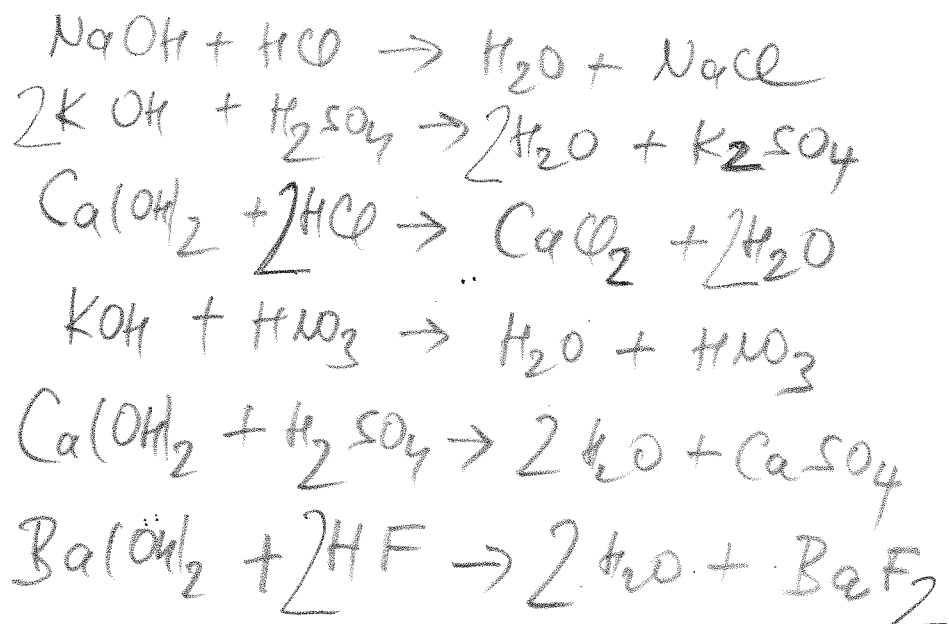 NaOH + HCl → H₂O + NaCl
2KOH + H₂SO₄ → 2H₂O + K₂SO₄
Ca(OH)₂ + 2HCl → CaCl₂ + 2H₂O
KOH + HNO₃ → H₂O + HNO₃
Ca(OH)₂ + H₂SO₄ → 2H₂O + CaSO₄
Ba(OH)₂ + 2HF → 2H₂O + BaF₂